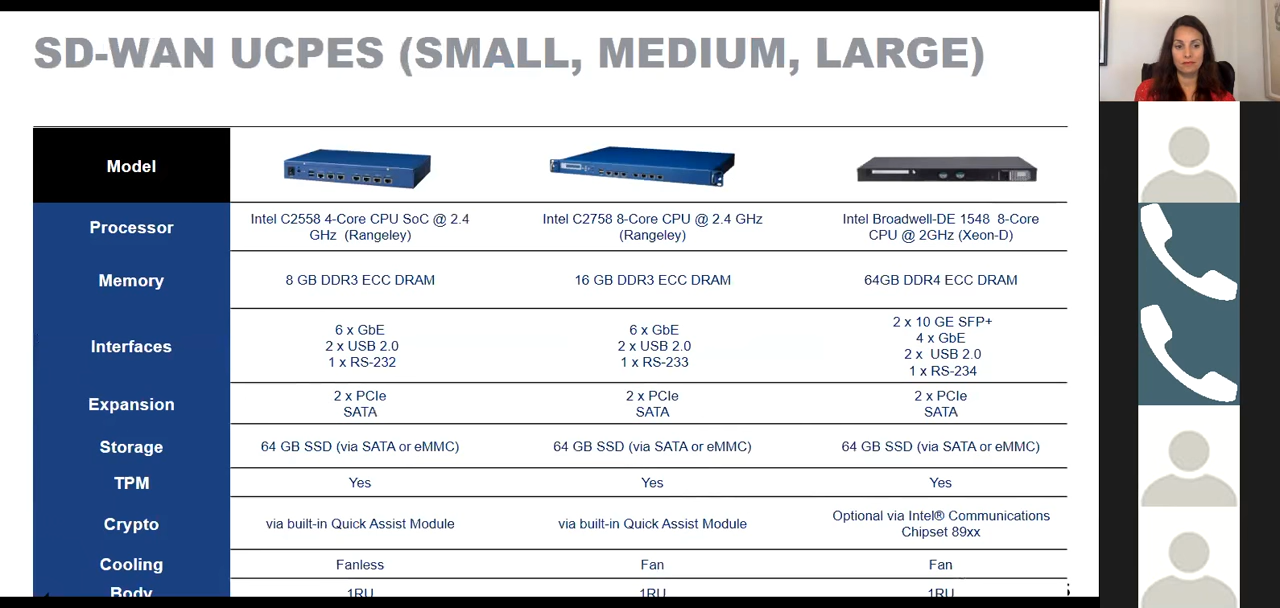 SD-WAN UCPES (SMALL, MEDIUM, LARGE)
Model
Processor
Intel C2558 4-Core CPU SoC @ 2.4
GHz (Rangeley)
Intel C2758 8-Core CPU @ 2.4 GHz
(Rangeley)
Intel Broadwell-DE 1548 8-Core
CPU @ 2GHz (Xeon-D)
Memory
8 GB DDR3 ECC DRAM
16 GB DDR3 ECC DRAM
64GB DDR4 ECC DRAM
Interfaces
6 x GbE
2 x USB 2.0
1 x RS-232
6 x GbE
2 x USB 2.0
1 x RS-233
2 x 10 GE SFP+
4 x GbE
2 x USB 2.0
1 x RS-234
Expansion
2 x PCIe
SATA
2 x PCIe
SATA
2 x PCIe
SATA
Storage
64 GB SSD (via SATA or eMMC)
64 GB SSD (via SATA or eMMC)
64 GB SSD (via SATA or eMMC)
TPM
Yes
Yes
Yes
Crypto
via built-in Quick Assist Module
via built-in Quick Assist Module
Optional via Intel® Communications
Chipset 89xx
Cooling
Fanless
Fan
Fan
Body
1RU
1RU
1RU